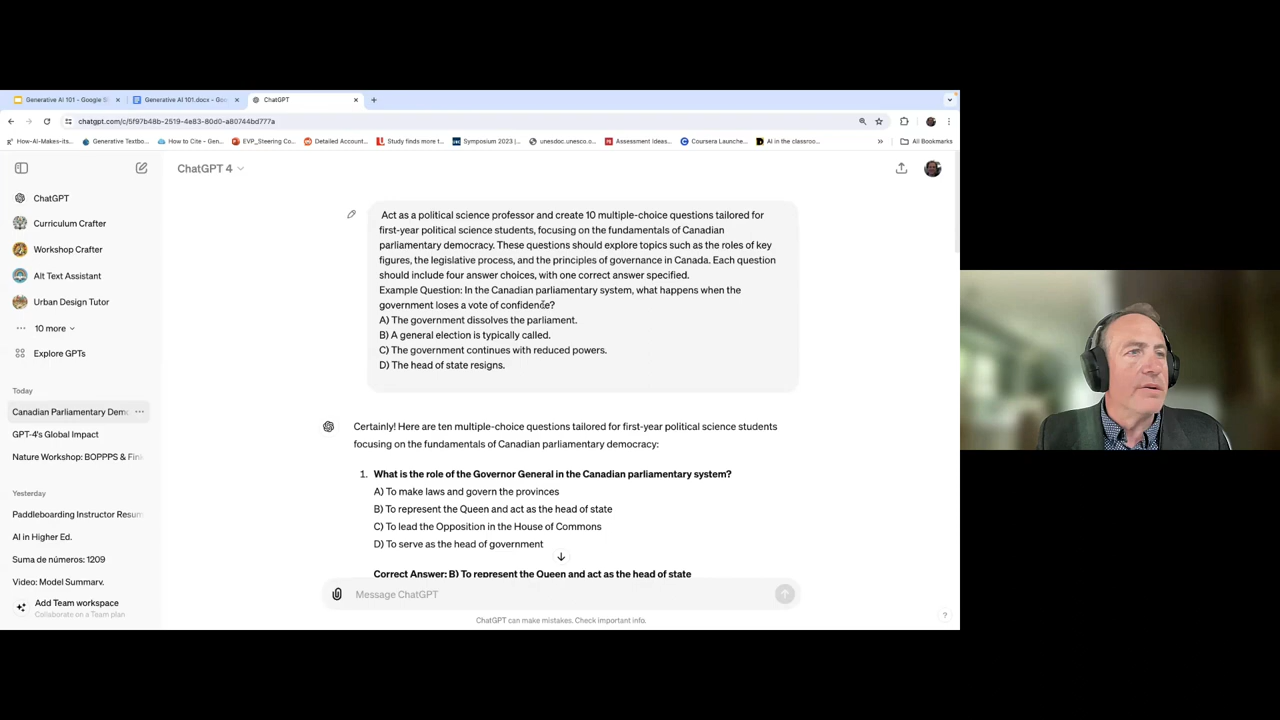 Generative AI 101 - Google Sl
Generative AI 101.docx - Goo
ChatGPT
chatgpt.com/c/5f97b48b-2519-4e83-80d0-a80744bd777a
How-AI-Makes-its...
Generative Textbo...
How to Cite - Gen...
EVP_Steering Co...
Detailed Account...
Study finds more t...
Symposium 2023 |...
unesdoc.unesco.o...
Assessment Ideas...
Coursera Launche...
AI in the classroo...
All Bookmarks
ChatGPT 4
ChatGPT
Curriculum Crafter
Workshop Crafter
Alt Text Assistant
Urban Design Tutor
10 more
Explore GPTs
Today
Canadian Parliamentary Dem
GPT-4's Global Impact
Nature Workshop: BOPPPS & Fink
Yesterday
Paddleboarding Instructor Resum
AI in Higher Ed.
Suma de números: 1209
Video: Model Summary.
Add Team workspace
Collaborate on a Team plan
Act as a political science professor and create 10 multiple-choice questions tailored for
first-year political science students, focusing on the fundamentals of Canadian
parliamentary democracy. These questions should explore topics such as the roles of key
figures, the legislative process, and the principles of governance in Canada. Each question
should include four answer choices, with one correct answer specified.
Example Question: In the Canadian parliamentary system, what happens when the
government loses a vote of confidence?
A) The government dissolves the parliament.
B) A general election is typically called.
C) The government continues with reduced powers.
D) The head of state resigns.
Certainly! Here are ten multiple-choice questions tailored for first-year political science students
focusing on the fundamentals of Canadian parliamentary democracy:
1. What is the role of the Governor General in the Canadian parliamentary system?
A) To make laws and govern the provinces
B) To represent the Queen and act as the head of state
C) To lead the Opposition in the House of Commons
D) To serve as the head of government
Correct Answer: B) To represent the Queen and act as the head of state
Message ChatGPT
ChatGPT can make mistakes. Check important info.
?